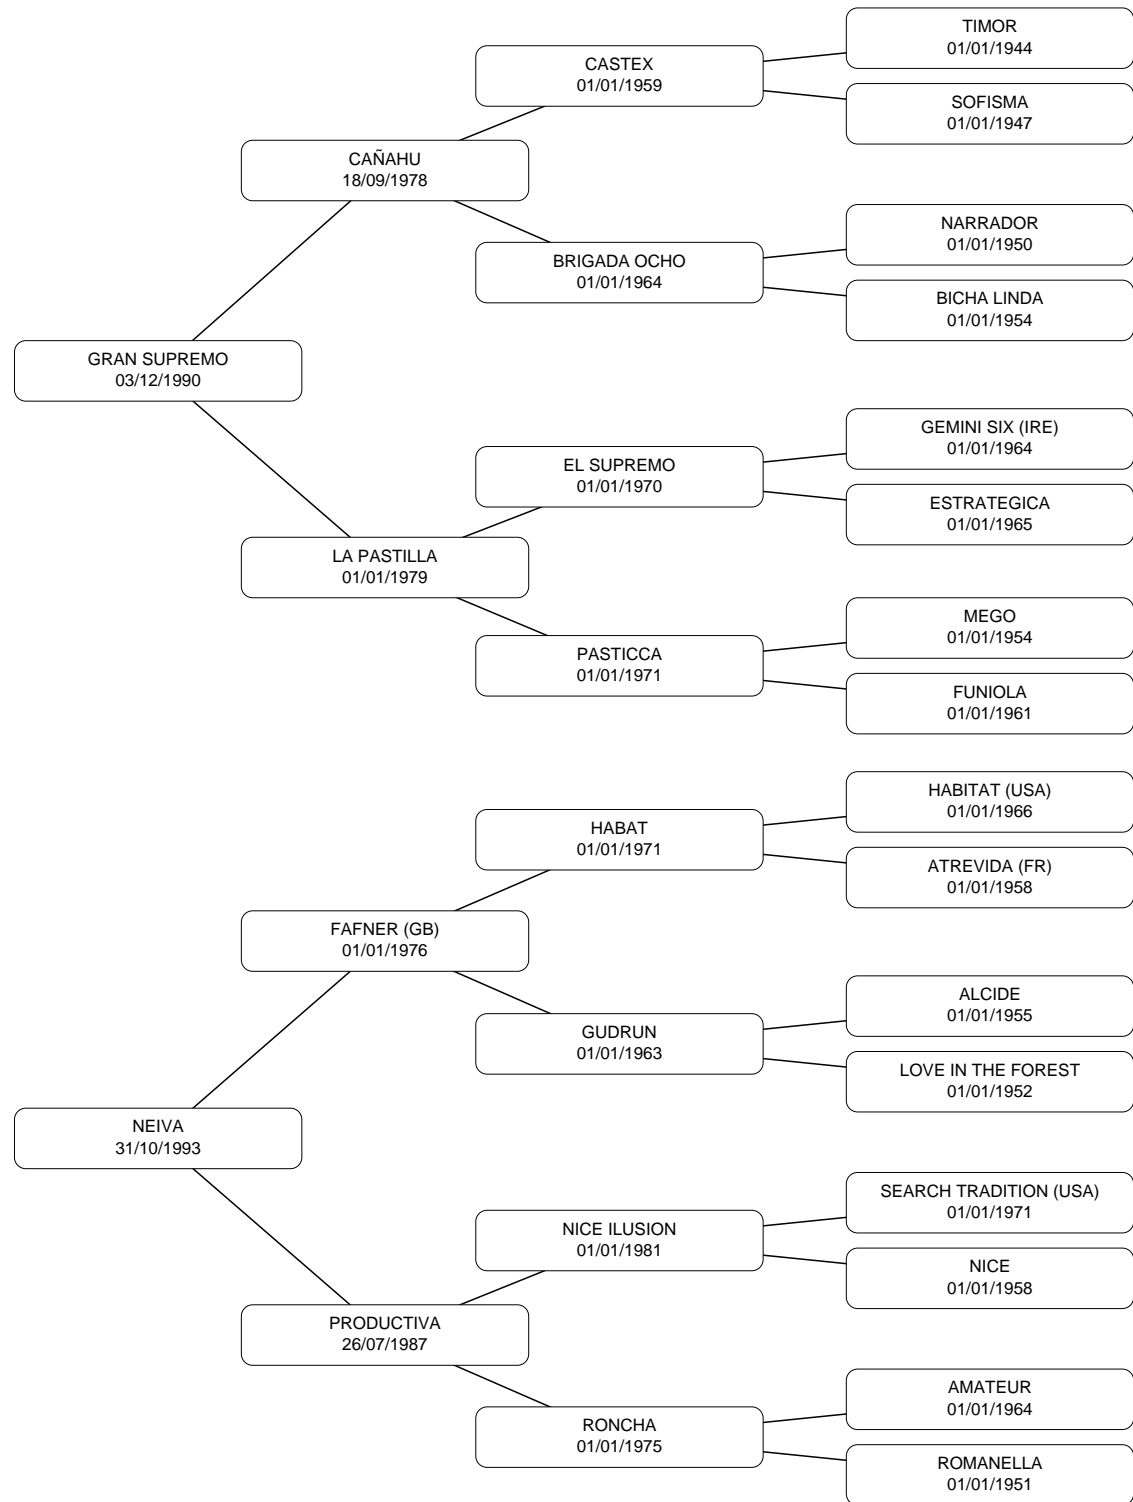 TIMOR
01/01/1944
CASTEX
01/01/1959
SOFISMA
01/01/1947
CAÑAHU
18/09/1978
NARRADOR
01/01/1950
BRIGADA OCHO
01/01/1964
BICHA LINDA
01/01/1954
GRAN SUPREMO
03/12/1990
GEMINI SIX (IRE)
01/01/1964
EL SUPREMO
01/01/1970
ESTRATEGICA
01/01/1965
LA PASTILLA
01/01/1979
MEGO
01/01/1954
PASTICCA
01/01/1971
FUNIOLA
01/01/1961
HABITAT (USA)
01/01/1966
HABAT
01/01/1971
ATREVIDA (FR)
01/01/1958
FAFNER (GB)
01/01/1976
ALCIDE
01/01/1955
GUDRUN
01/01/1963
LOVE IN THE FOREST
01/01/1952
NEIVA
31/10/1993
SEARCH TRADITION (USA)
01/01/1971
NICE ILUSION
01/01/1981
NICE
01/01/1958
PRODUCTIVA
26/07/1987
AMATEUR
01/01/1964
RONCHA
01/01/1975
ROMANELLA
01/01/1951